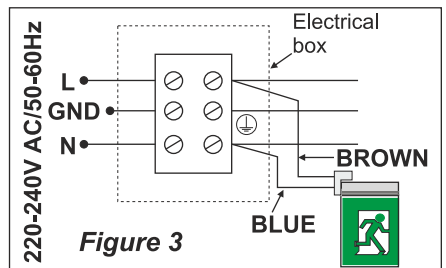 220-240V AC/50-60Hz
Electrical
box
L
GND
N
BROWN
BLUE
Figure 3